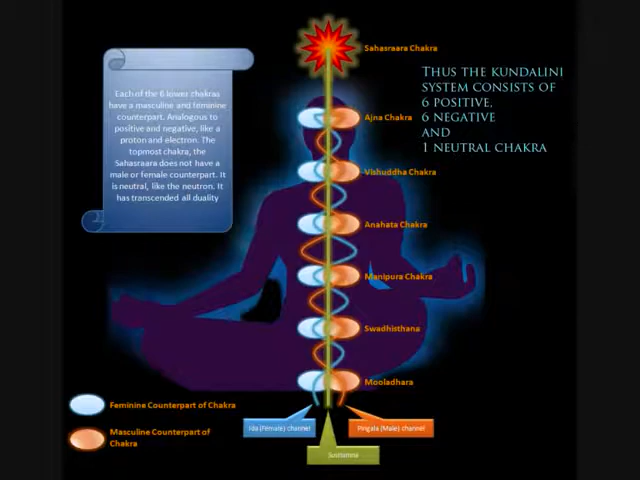 Sahasraara Chakra
Each of the 6 lower chakras
have a masculine and feminine
counterpart. Analogous to
positive and negative, like a
proton and electron. The
topmost chakra, the
Sahasraara does not have a
male or female counterpart. It
is neutral, like the neutron. It
has transcended all duality
Thus the kundalini
system consists of
6 positive,
6 negative
and
1 neutral chakra
Ajna Chakra
Vishuddha Chakra
Anahata Chakra
Manipura Chakra
Swadhisthana
Mooladhara
Feminine Counterpart of Chakra
Masculine Counterpart of
Chakra
Ida (Female) channel
Pingala (Male) channel